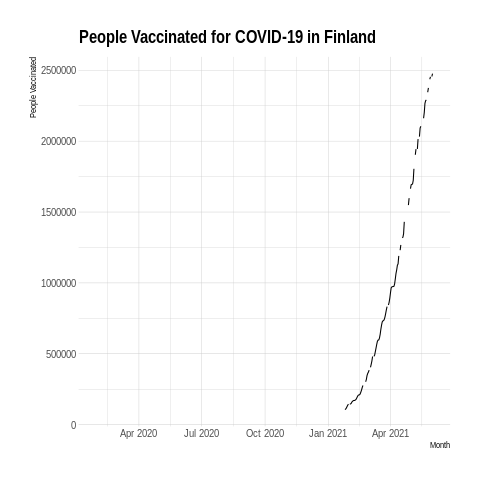 People Vaccinated for COVID-19 in Finland
People Vaccinated
2500000
2000000
1500000
1000000
500000
0
Apr 2020 Jul 2020 Oct 2020 Jan 2021 Apr 2021
Month